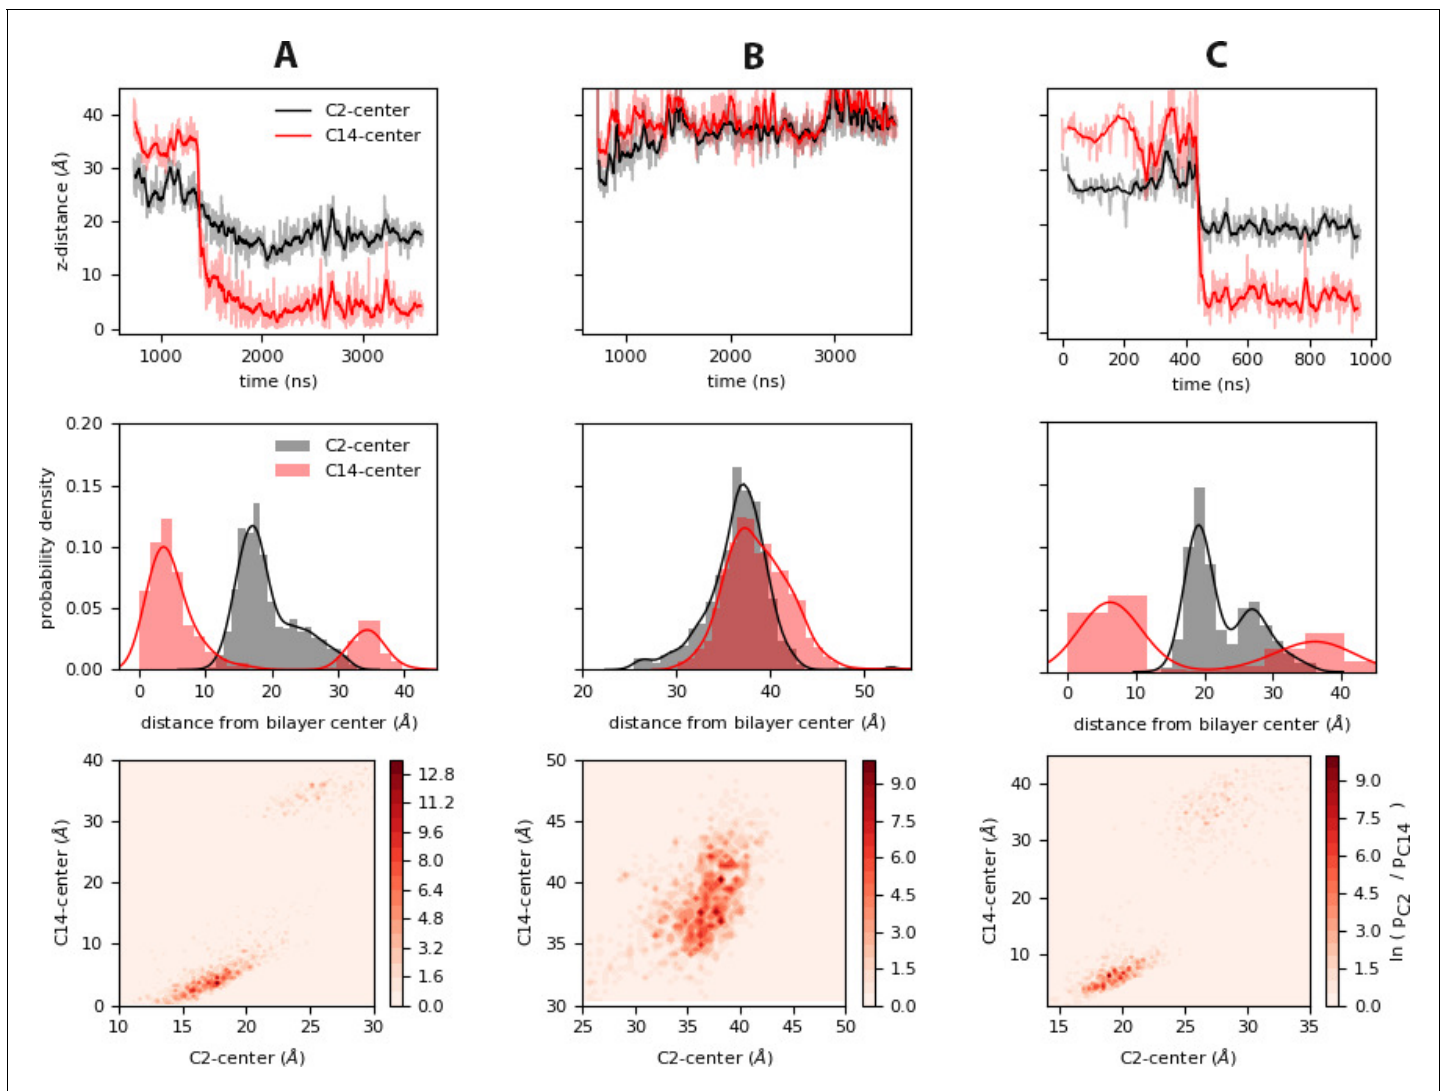 A
B
C
C2-center
C14-center
z-distance (Å)
40
30
20
10
0
1000 2000 3000
time (ns)
1000 2000 3000
time (ns)
0 200 400 600 800 1000
time (ns)
C2-center
C14-center
probability density
0.20
0.15
0.10
0.05
0.00
0 10 20 30 40
distance from bilayer center (Å)
20 30 40 50
distance from bilayer center (Å)
0 10 20 30 40
distance from bilayer center (Å)
C14-center (Å)
40
30
20
10
0
10 15 20 25 30
C2-center (Å)
12.8
11.2
9.6
8.0
6.4
4.8
3.2
1.6
0.0
C14-center (Å)
50
45
40
35
30
25 30 35 40 45 50
C2-center (Å)
9.0
7.5
6.0
4.5
3.0
1.5
0.0
C14-center (Å)
40
30
20
10
15 20 25 30 35
C2-center (Å)
9.0
7.5
6.0
4.5
3.0
1.5
0.0
ln ( pC2 / pC14 )